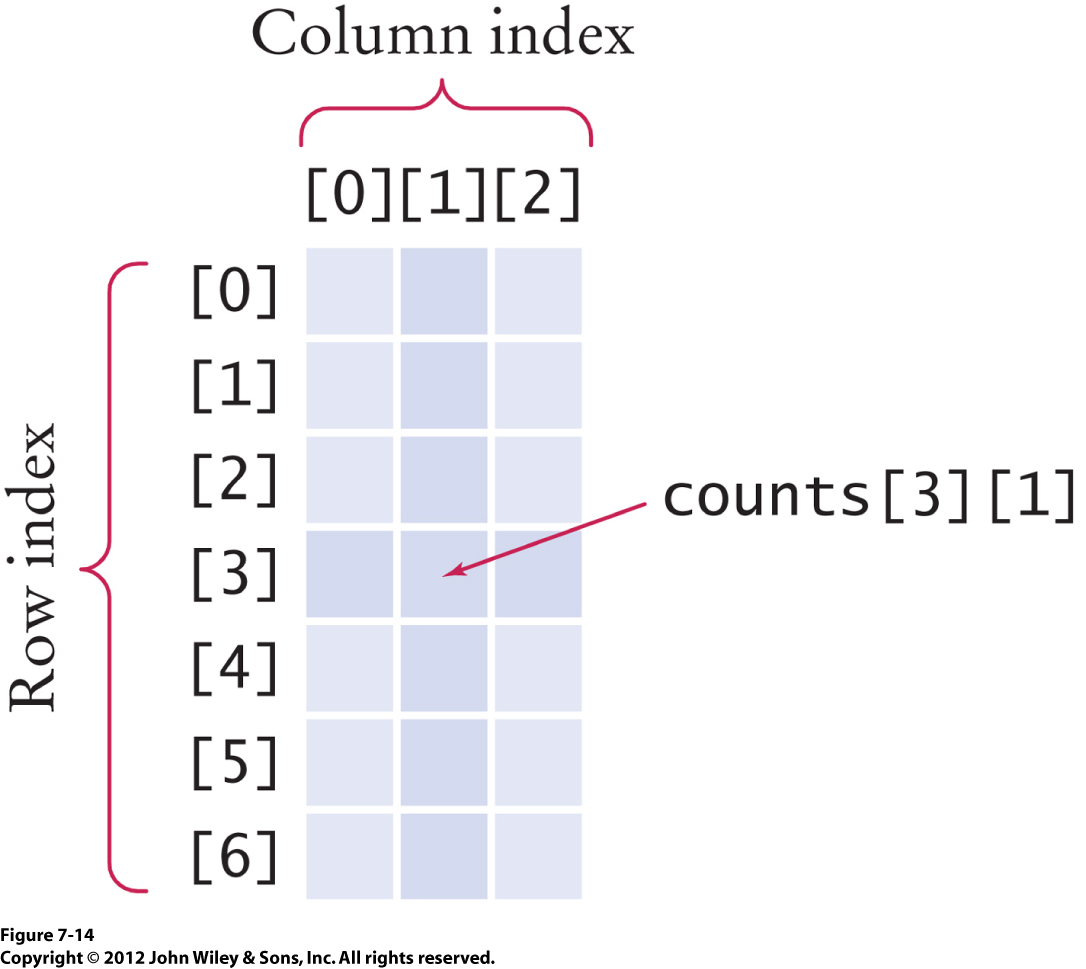 Column index
[0][1][2]
[0]
[1]
[2]
[3]
[4]
[5]
[6]
Row index
counts[3][1]
Figure 7-14
Copyright © 2012 John Wiley & Sons, Inc. All rights reserved.